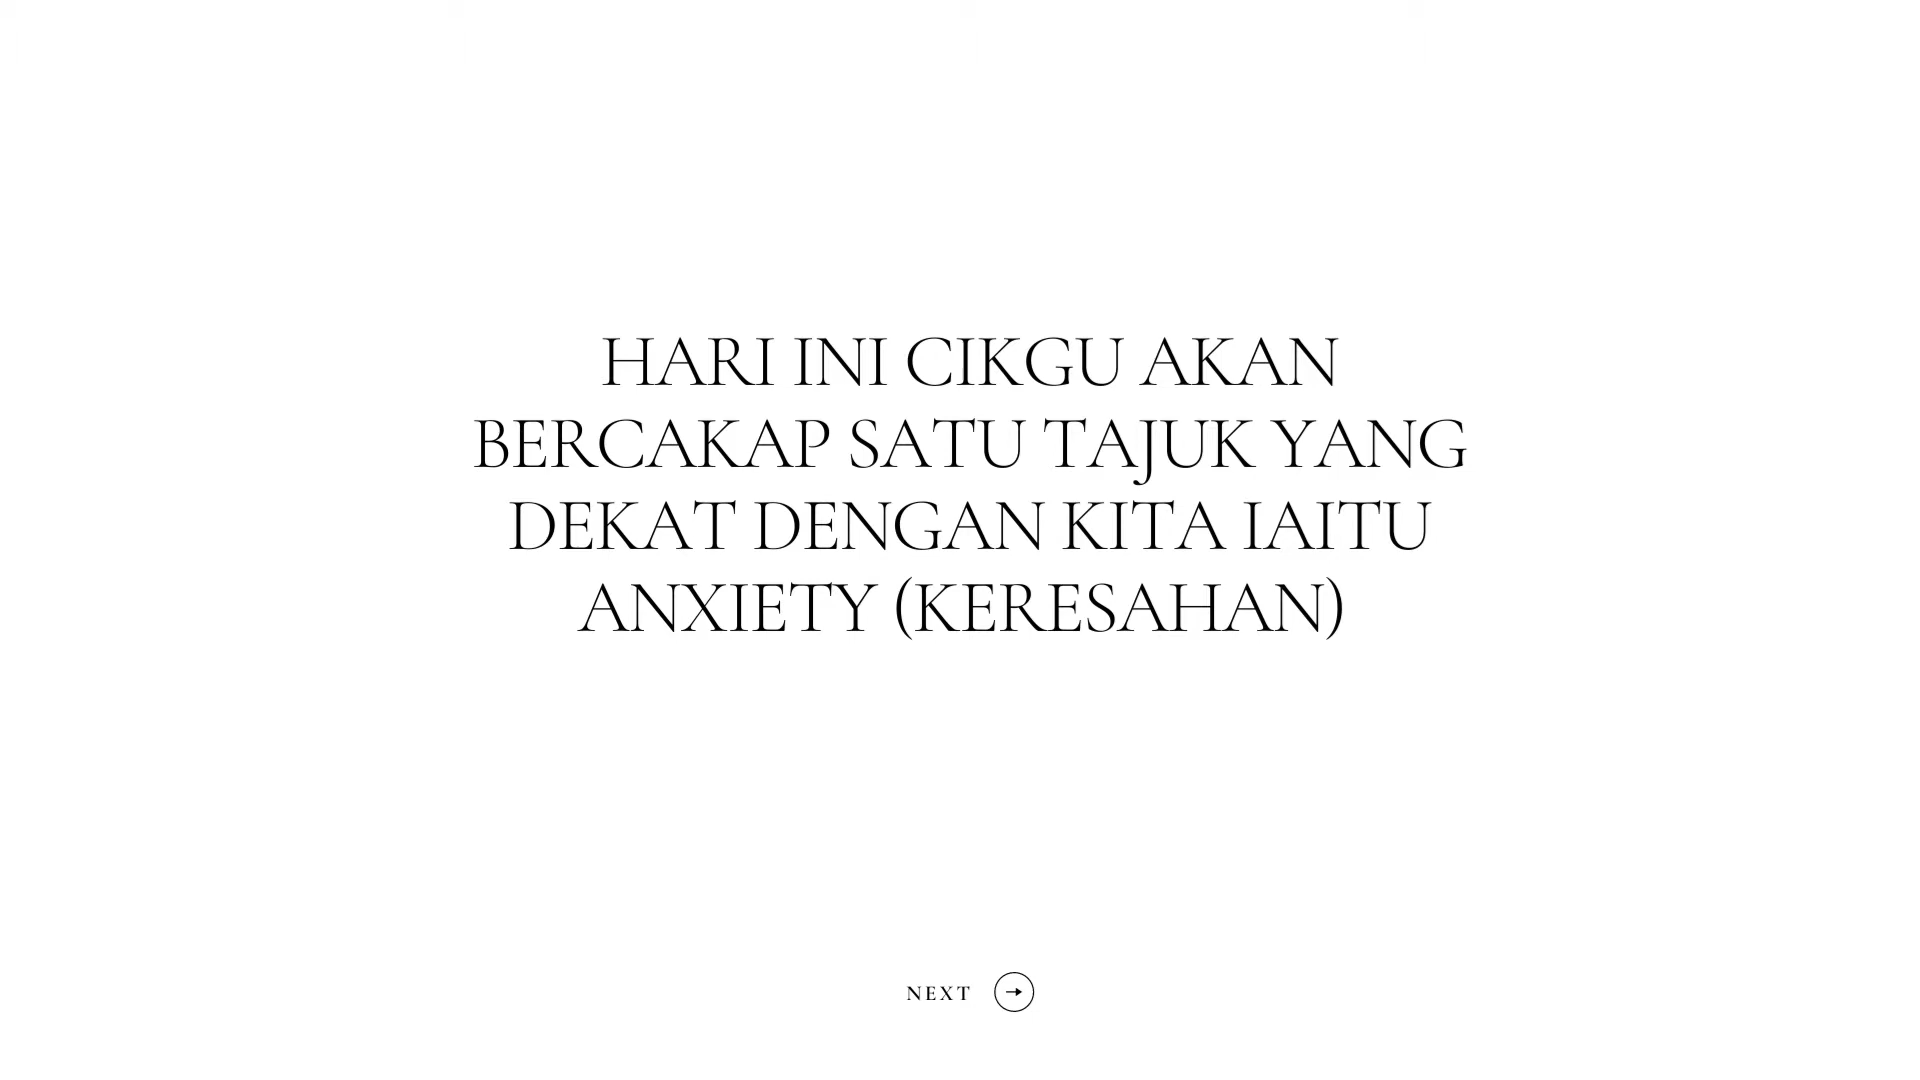 HARI INI CIKGU AKAN
BERCAKAP SATU TAJUK YANG
DEKAT DENGAN KITA IAITU
ANXIETY (KERESAHAN)
NEXT